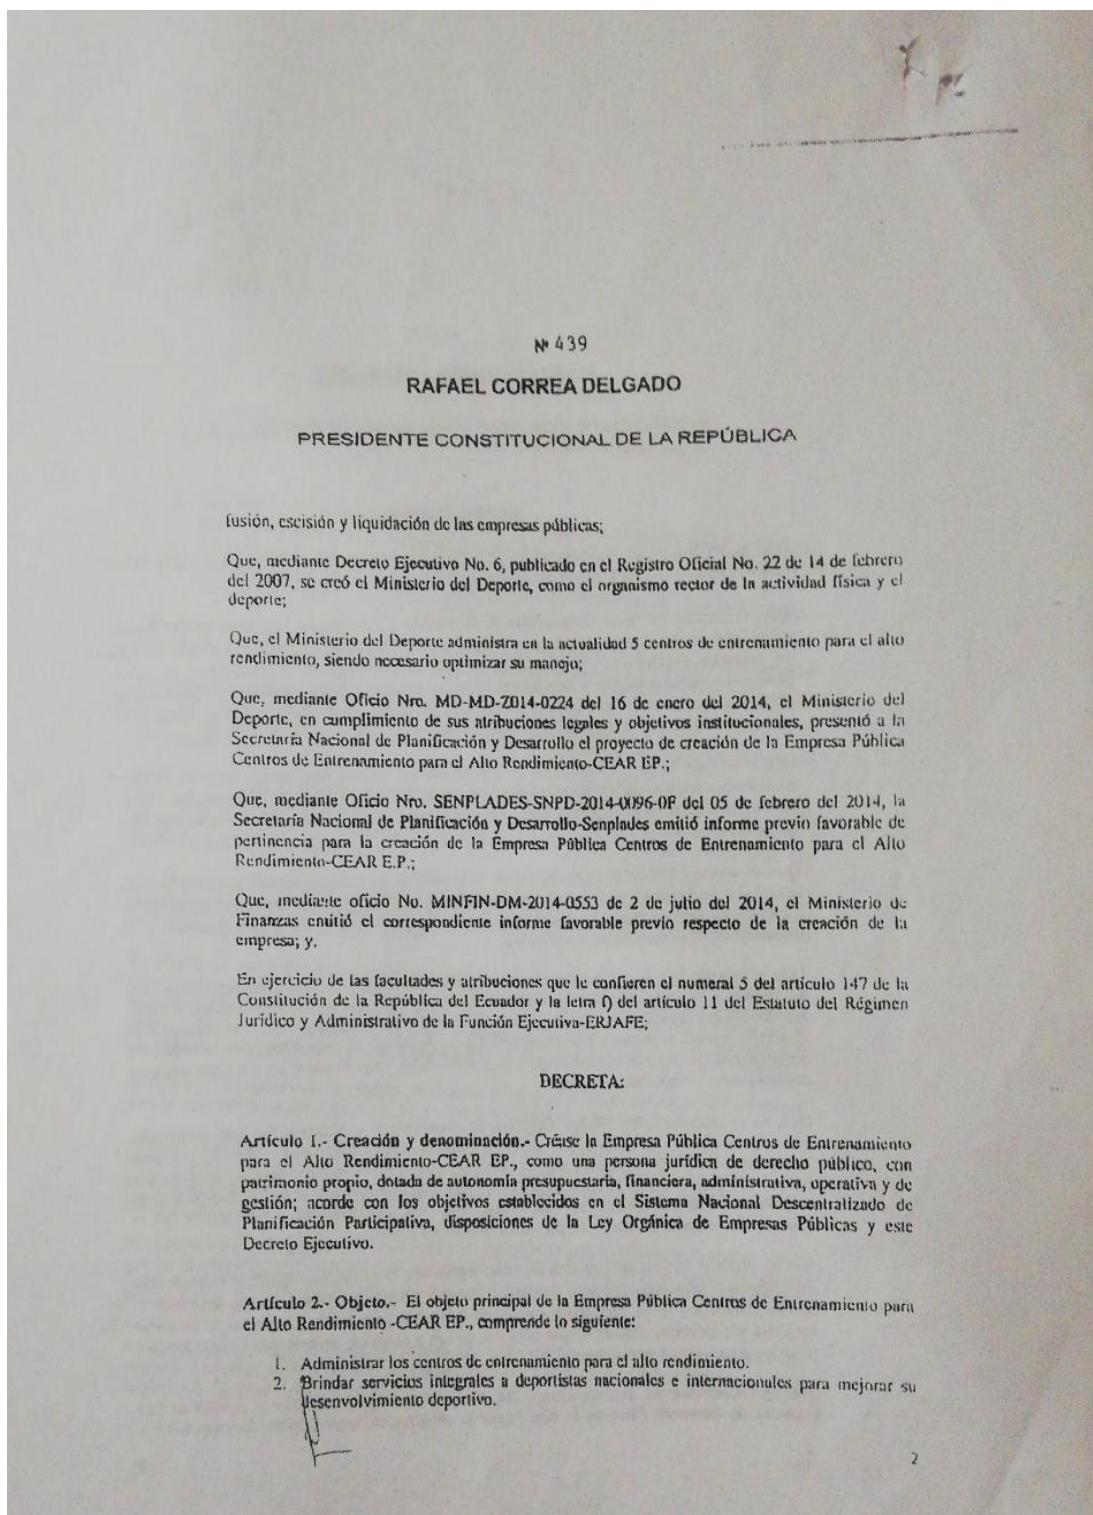 Nº 439
RAFAEL CORREA DELGADO
PRESIDENTE CONSTITUCIONAL DE LA REPÚBLICA
fusión, escisión y liquidación de las empresas públicas;
Que, mediante Decreto Ejecutivo No. 6, publicado en el Registro Oficial No. 22 de 14 de febrero
del 2007, se creó el Ministerio del Deporte, como el organismo rector de la actividad física y el
deporte;
Que, el Ministerio del Deporte administra en la actualidad 5 centros de entrenamiento para el alto
rendimiento, siendo necesario optimizar su manejo;
Que, mediante Oficio Nro. MD-MD-2014-0224 del 16 de enero del 2014, el Ministerio del
Deporte, en cumplimiento de sus atribuciones legales y objetivos institucionales, presentó a la
Secretaría Nacional de Planificación y Desarrollo el proyecto de creación de la Empresa Pública
Centros de Entrenamiento para el Alto Rendimiento-CEAR EP.;
Que, mediante Oficio Nro. SENPLADES-SNPD-2014-0096-OF del 05 de febrero del 2014, la
Secretaría Nacional de Planificación y Desarrollo-Senplades emitió informe previo favorable de
pertinencia para la creación de la Empresa Pública Centros de Entrenamiento para el Alto
Rendimiento-CEAR E.P.;
Que, mediante oficio No. MINFIN-DM-2014-0553 de 2 de julio del 2014, el Ministerio de
Finanzas emitió el correspondiente informe favorable previo respecto de la creación de la
empresa; y,
En ejercicio de las facultades y atribuciones que le confieren el numeral 5 del artículo 147 de la
Constitución de la República del Ecuador y la letra f) del artículo 11 del Estatuto del Régimen
Jurídico y Administrativo de la Función Ejecutiva-ERJAFE;
DECRETA:
Artículo 1.- Creación y denominación.- Créase la Empresa Pública Centros de Entrenamiento
para el Alto Rendimiento-CEAR EP., como una persona jurídica de derecho público, con
patrimonio propio, dotada de autonomía presupuestaria, financiera, administrativa, operativa y de
gestión; acorde con los objetivos establecidos en el Sistema Nacional Descentralizado de
Planificación Participativa, disposiciones de la Ley Orgánica de Empresas Públicas y este
Decreto Ejecutivo.
Artículo 2.- Objeto.- El objeto principal de la Empresa Pública Centros de Entrenamiento para
el Alto Rendimiento -CEAR EP., comprende lo siguiente:
1. Administrar los centros de entrenamiento para el alto rendimiento.
2. Brindar servicios integrales a deportistas nacionales e internacionales para mejorar su
desenvolvimiento deportivo.
2